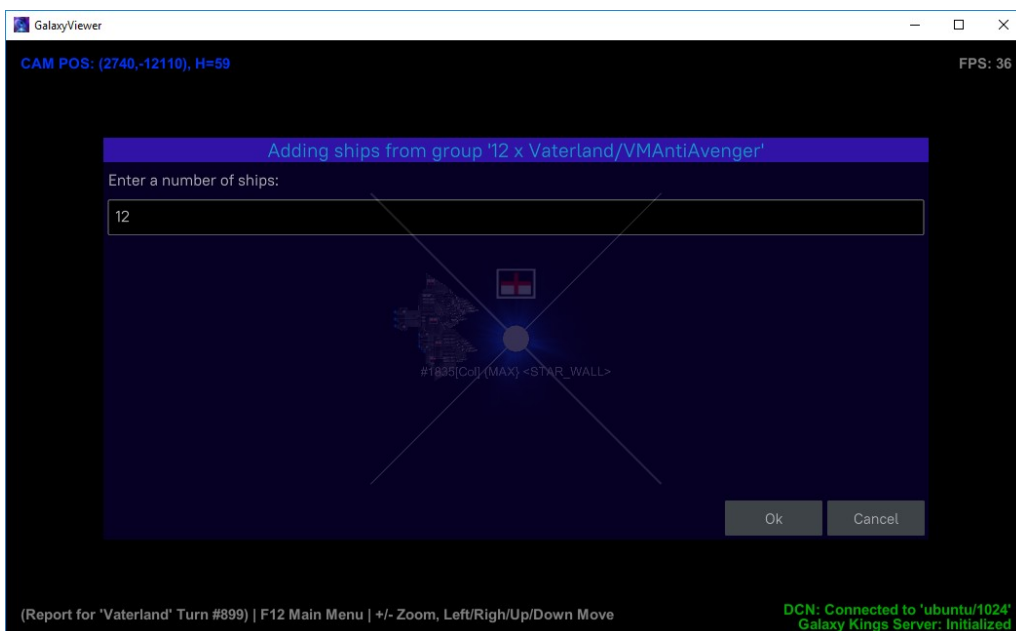 GalaxyViewer
CAM POS: (2740,-12110), H=59
FPS: 36
Adding ships from group '12 x Vaterland/VMAntiAvenger'
Enter a number of ships:
12
#1835[Col] {MAX} <STAR_WALL>
Ok
Cancel
(Report for 'Vaterland' Turn #899) | F12 Main Menu | +/- Zoom, Left/Righ/Up/Down Move
DCN: Connected to 'ubuntu/1024'
Galaxy Kings Server: Initialized